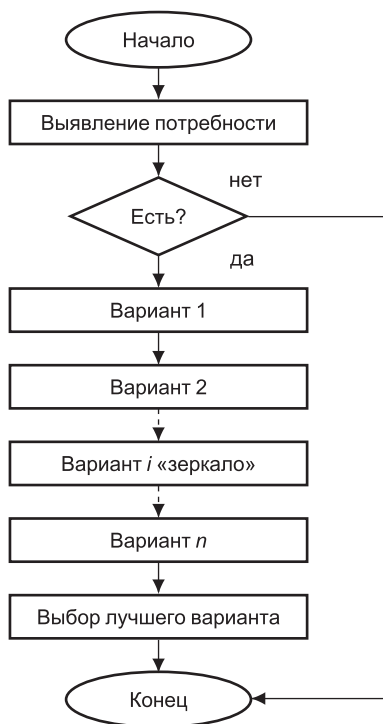 Начало
Выявление потребности
нет
Есть?
да
Вариант 1
Вариант 2
Вариант i «зеркало»
Вариант n
Выбор лучшего варианта
Конец